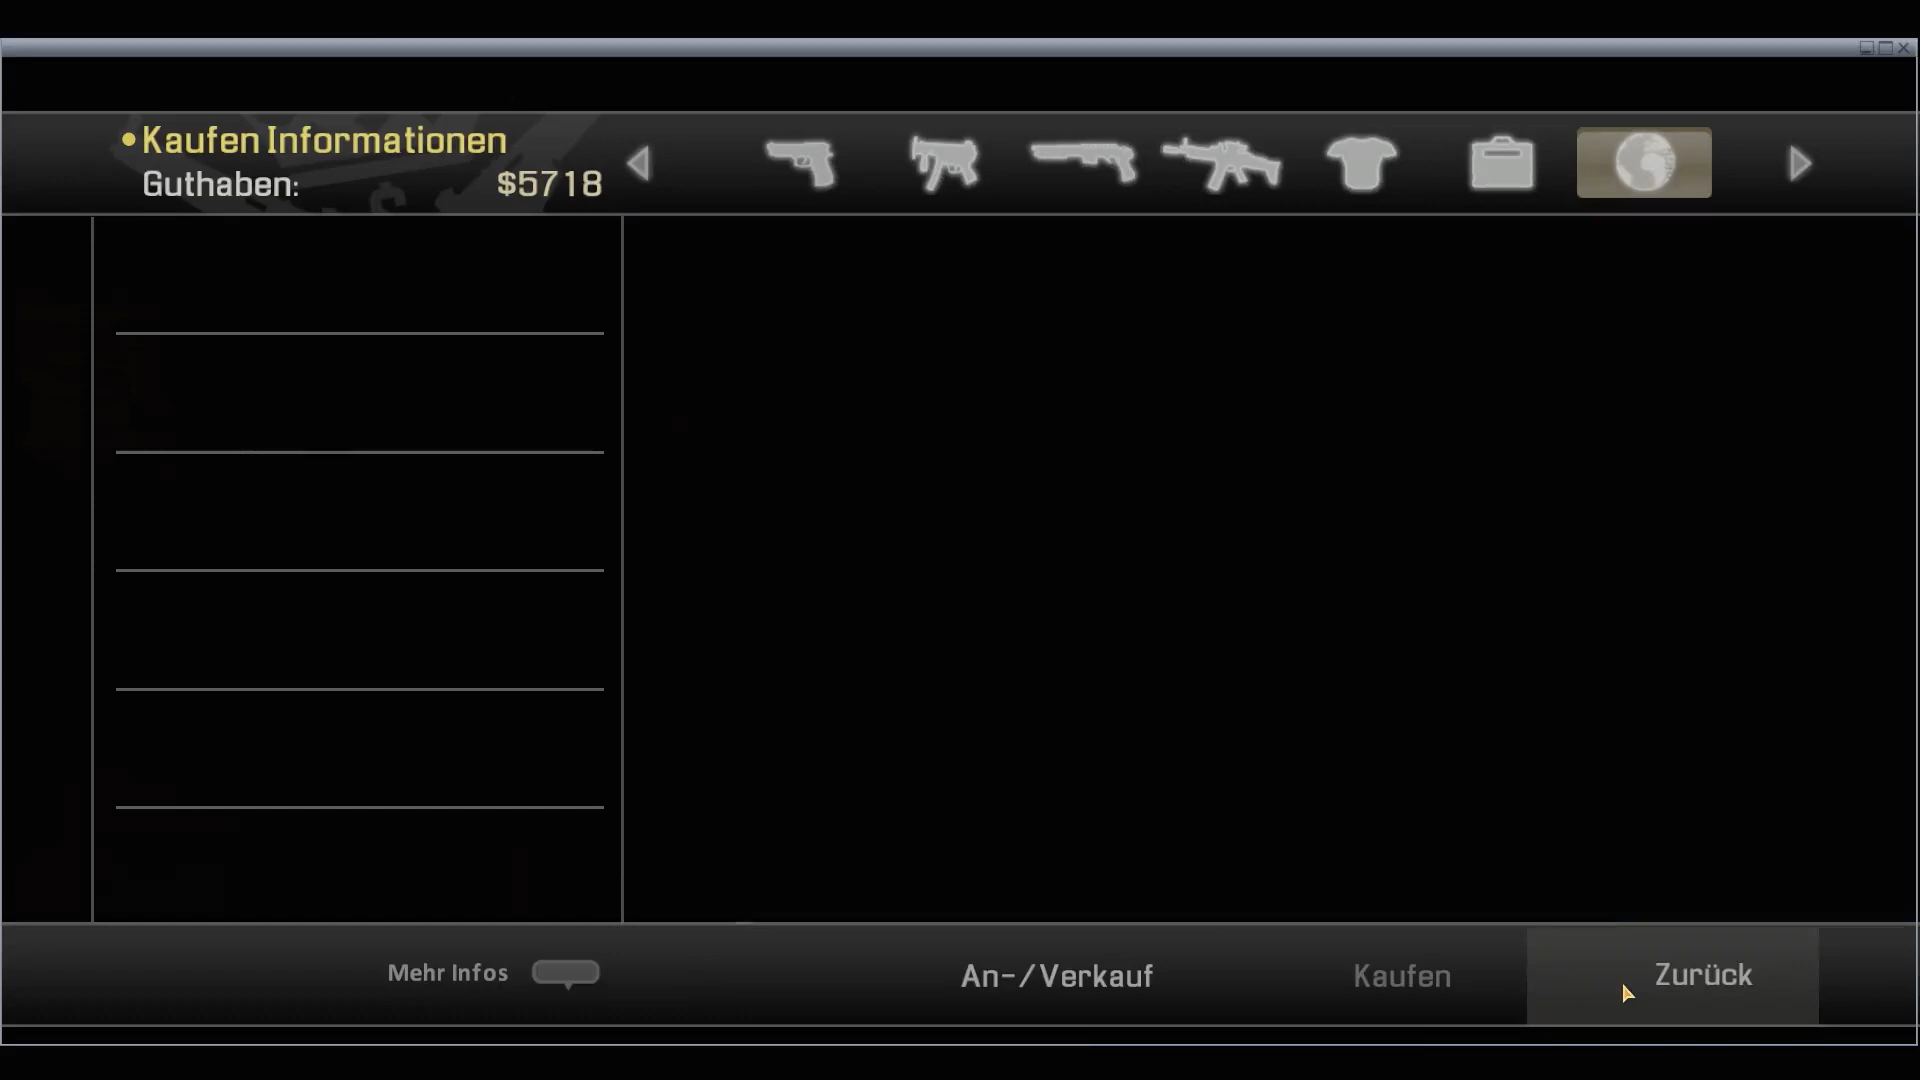 Kaufen Informationen
Guthaben: $5718
Mehr Infos
An-/Verkauf
Kaufen
Zurück